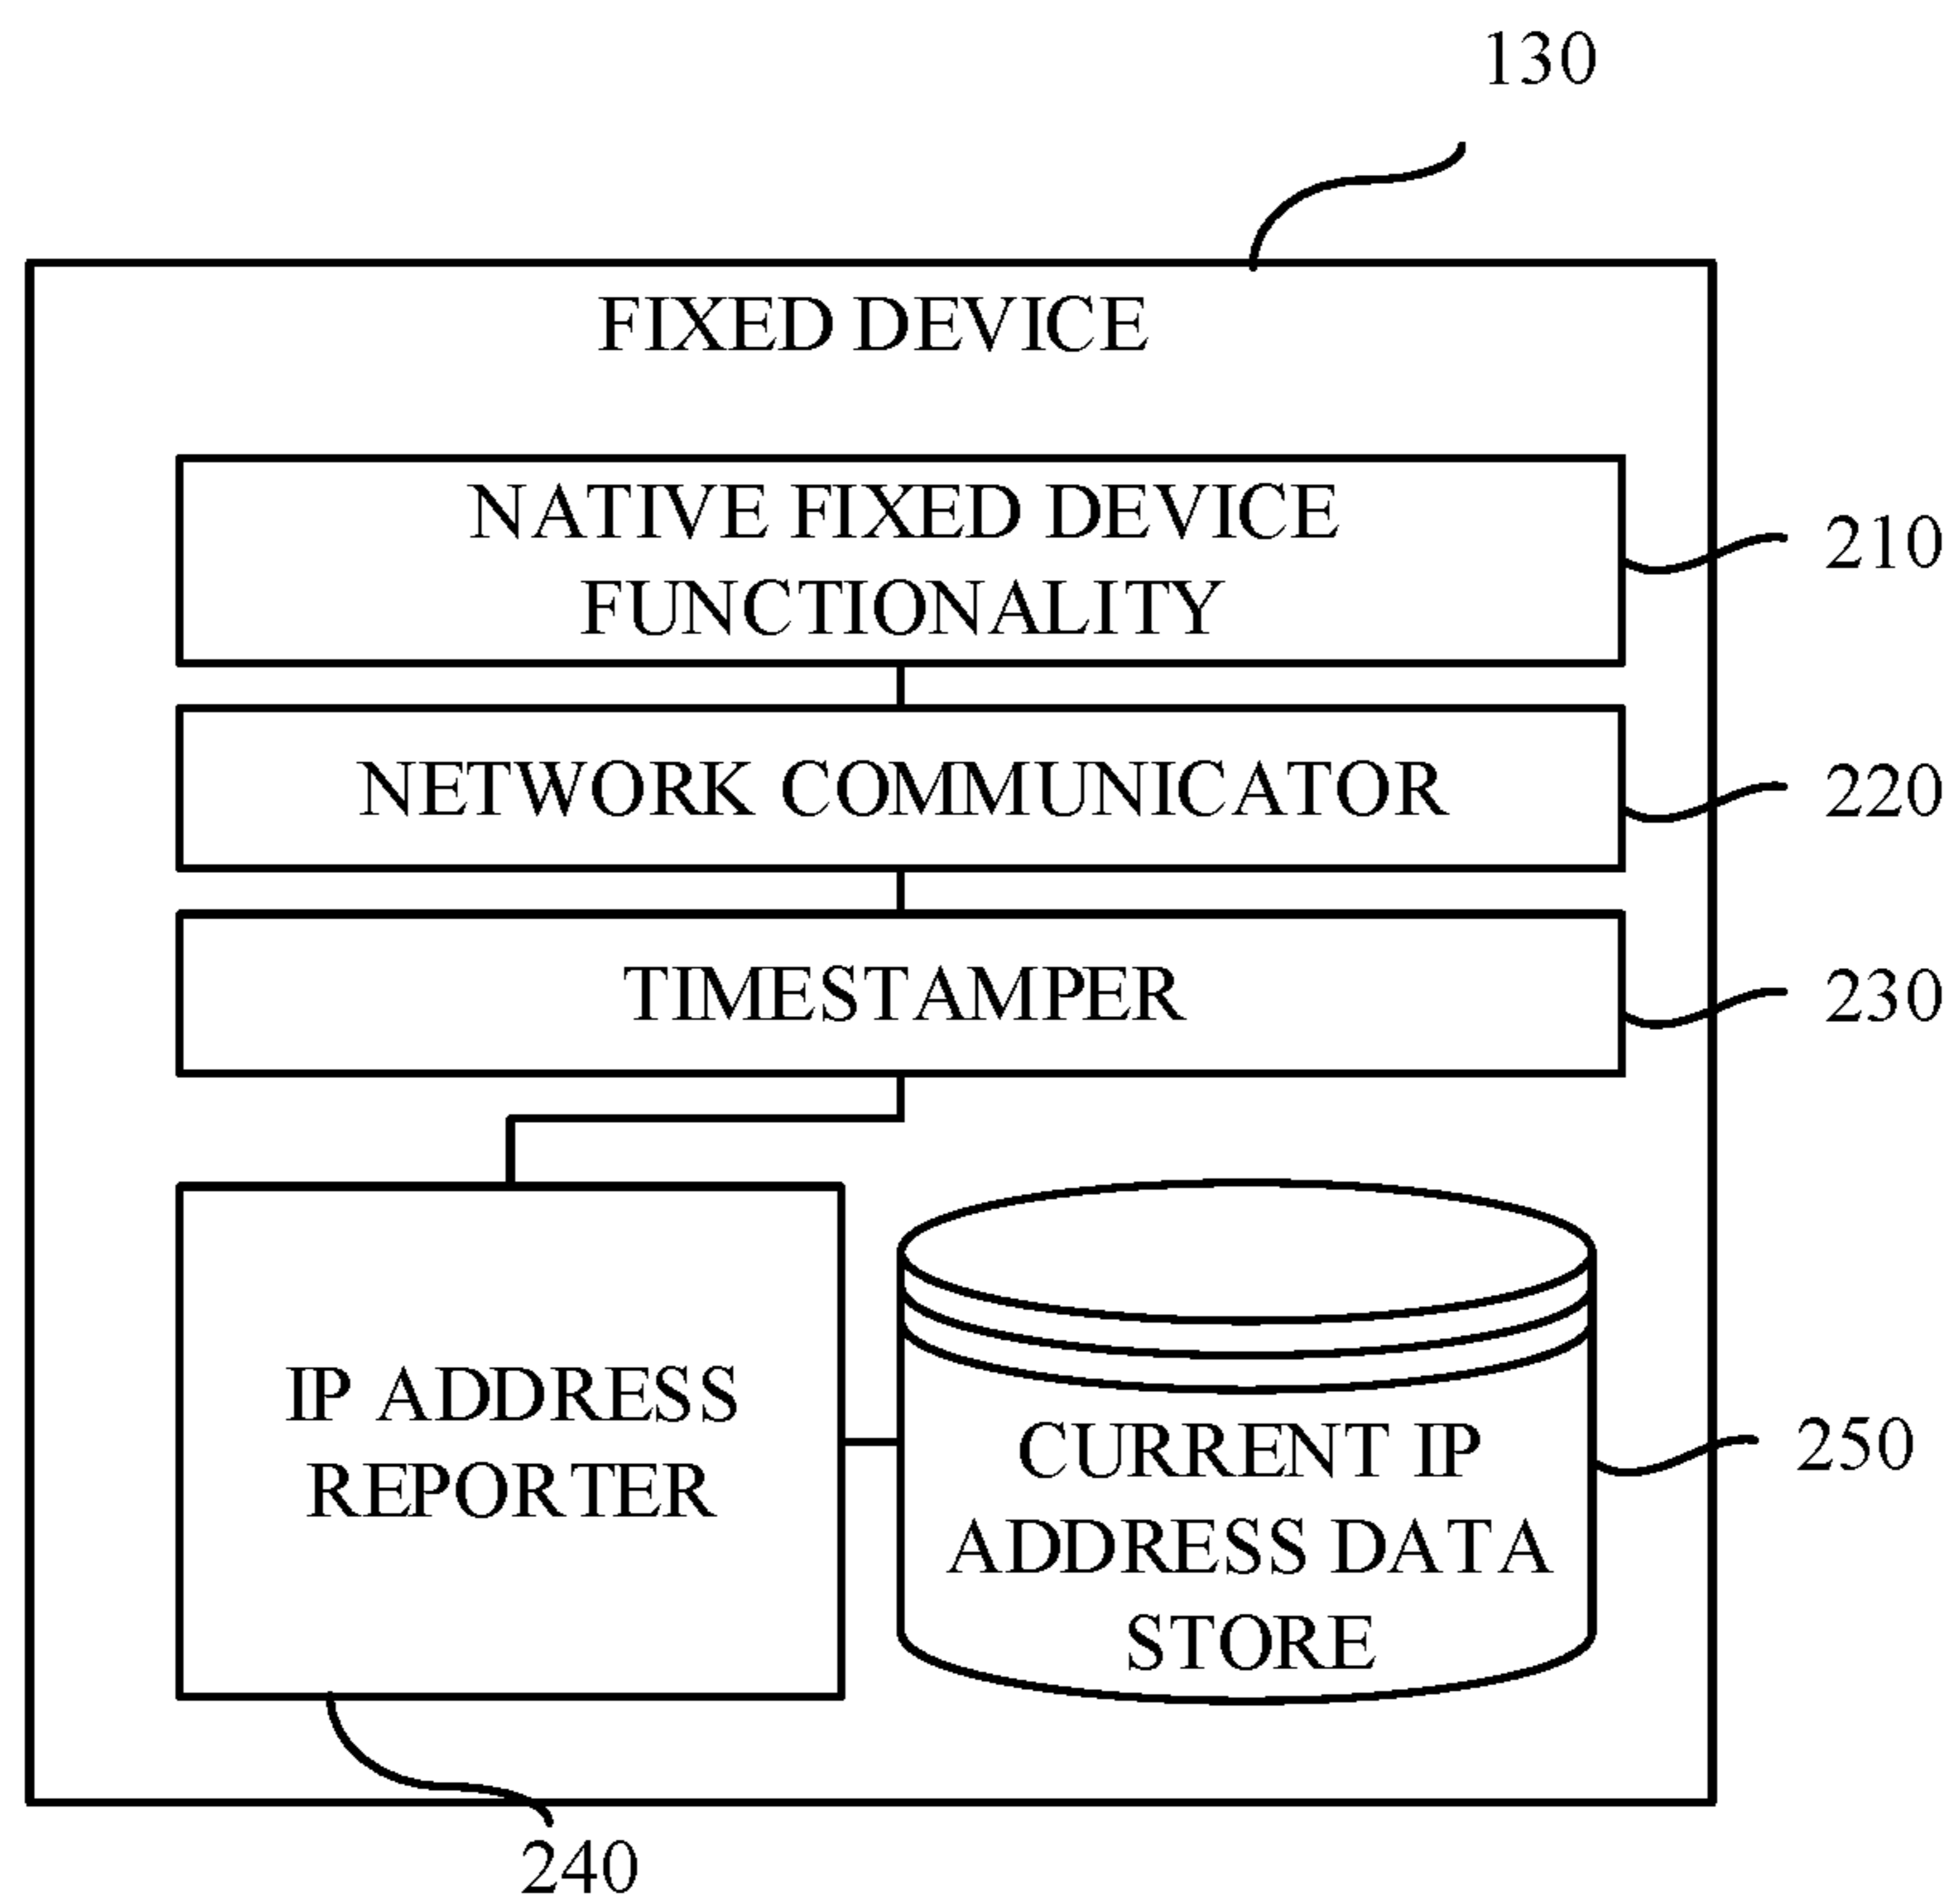 130
FIXED DEVICE
NATIVE FIXED DEVICE
FUNCTIONALITY
210
NETWORK COMMUNICATOR
220
TIMESTAMPER
230
IP ADDRESS
REPORTER
CURRENT IP
ADDRESS DATA
STORE
250
240